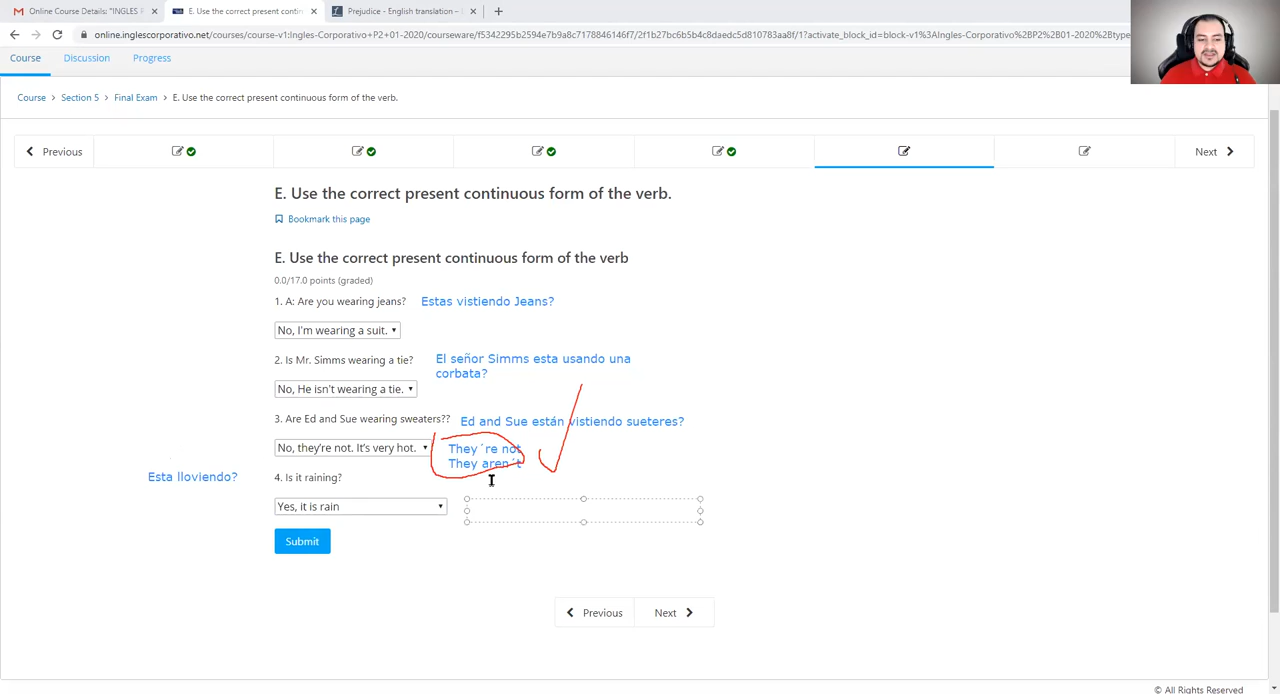 Online Course Details: "INGLES P
E. Use the correct present contin
Prejudice - English translation –
online.inglescorporativo.net/courses/course-v1:Ingles-Corporativo+P2+01-2020/courseware/f5342295b2394e7b9a8c7178846146f7/2f1b27bc6b5b4c8daedc5d810783aa8f/1?activate_block_id=block-v1%3AIngles-Corporativo%2BP2%2B01-2020%2Btype
Course
Discussion
Progress
Course > Section 5 > Final Exam > E. Use the correct present continuous form of the verb.
Previous
Next
E. Use the correct present continuous form of the verb.
Bookmark this page
E. Use the correct present continuous form of the verb
0.0/17.0 points (graded)
1. A: Are you wearing jeans? Estas vistiendo Jeans?
No, I'm wearing a suit.
2. Is Mr. Simms wearing a tie? El señor Simms esta usando una
corbata?
No, He isn't wearing a tie.
3. Are Ed and Sue wearing sweaters?? Ed and Sue están vistiendo sueteres?
No, they're not. It's very hot. They´re not
They aren´t
Esta lloviendo? 4. Is it raining?
Yes, it is rain
Submit
Previous
Next
© All Rights Reserved